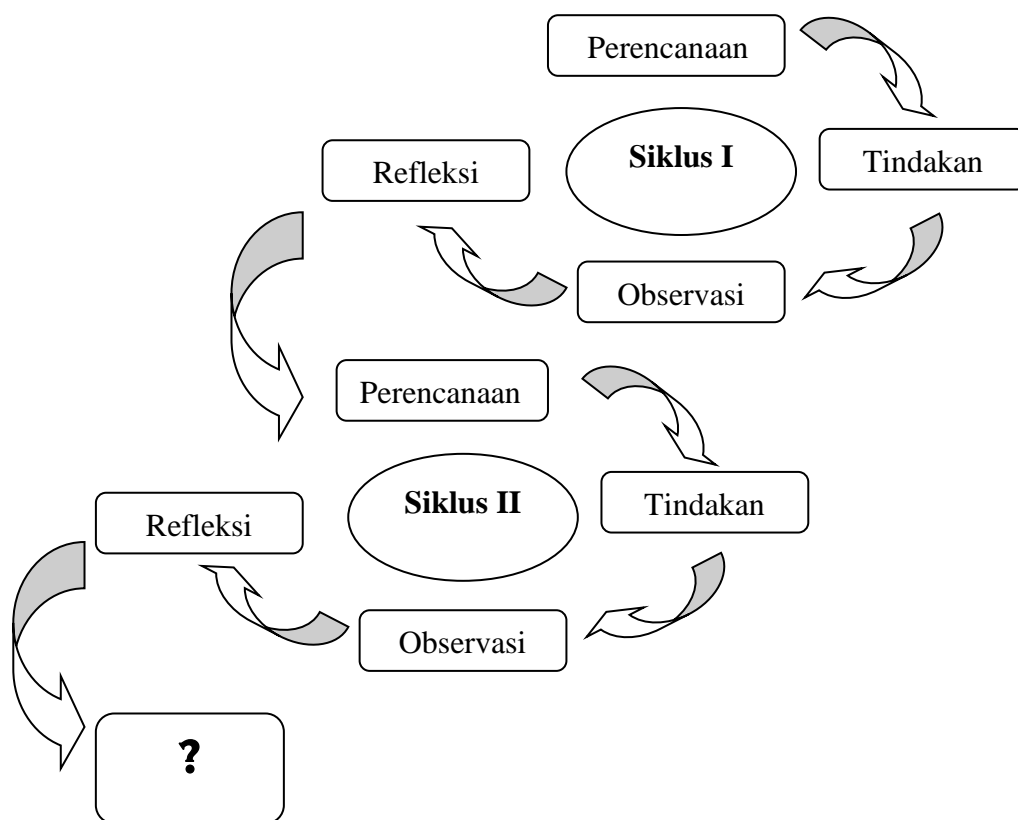 Perencanaan
Siklus I
Tindakan
Refleksi
Observasi
Perencanaan
Siklus II
Tindakan
Refleksi
Observasi
?